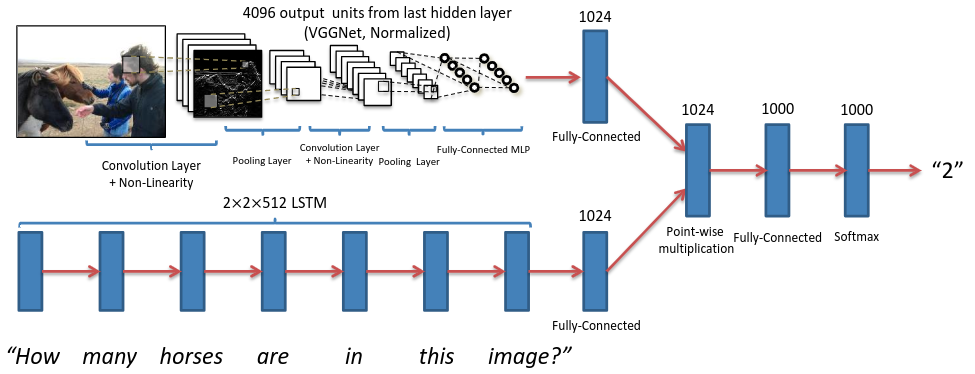 4096 output units from last hidden layer
(VGGNet, Normalized)
1024
Convolution Layer
+ Non-Linearity
Pooling Layer
Convolution Layer
+ Non-Linearity
Pooling Layer
Fully-Connected MLP
Fully-Connected
1024
1000
1000
“2”
Point-wise
multiplication
Fully-Connected
Softmax
2×2×512 LSTM
1024
Fully-Connected
“How many horses are in this image?”